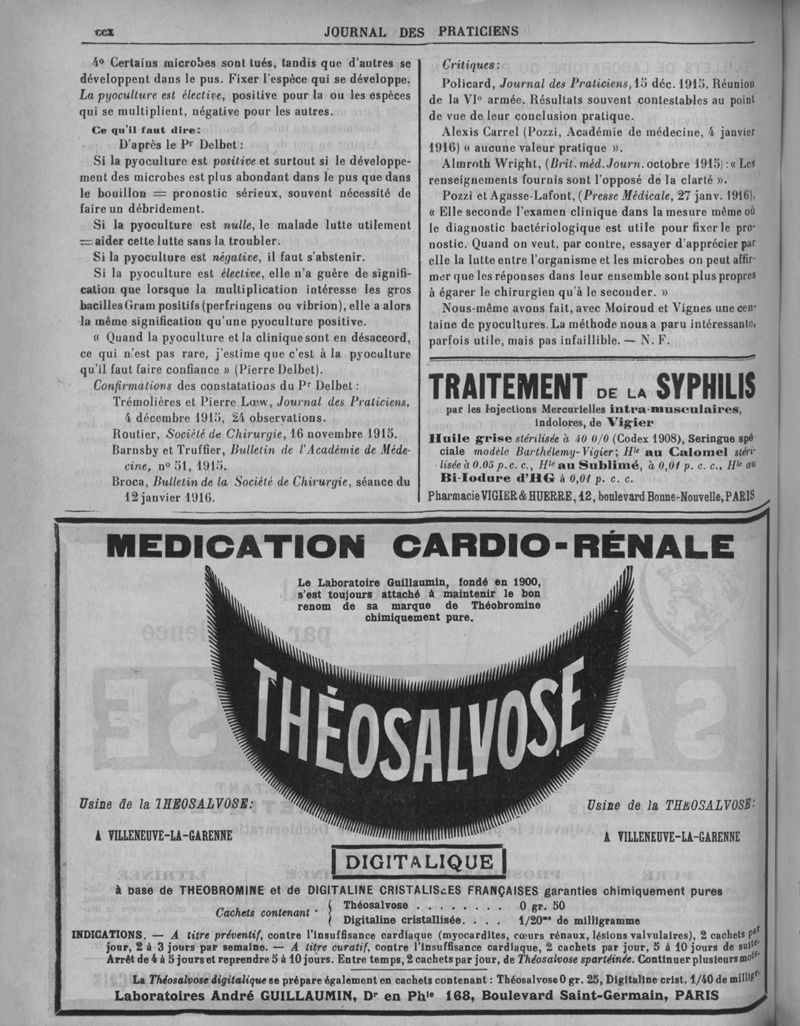 ccx
JOURNAL DES PRATICIENS
4º Certains microbes sont tués, tandis que d'autres se
développent dans le pus. Fixer l'espèce qui se développe.
La pyoculture est élective, positive pour la ou les espèces
qui se multiplient, négative pour les autres.
Ce qu'il faut dire:
D'après le Pr Delbet :
Si la pyoculture est positive et surtout si le développe-
ment des microbes est plus abondant dans le pus que dans
le bouillon = pronostic sérieux, souvent nécessité de
faire un débridement.
Si la pyoculture est nulle, le malade lutte utilement
= aider cette lutte sans la troubler.
Si la pyoculture est négative, il faut s'abstenir.
Si la pyoculture est élective, elle n'a guère de signifi-
cation que lorsque la multiplication intéresse les gros
bacilles Gram positifs (perfringens ou vibrion), elle a alors
la même signification qu'une pyoculture positive.
« Quand la pyoculture et la clinique sont en désaccord,
ce qui n'est pas rare, j'estime que c'est à la pyoculture
qu'il faut faire confiance » (Pierre Delbet).
Confirmations des constatations du Pr Delbet :
Trémolières et Pierre Lœw, Journal des Praticiens,
4 décembre 1915, 24 observations.
Routier, Société de Chirurgie, 16 novembre 1915.
Barnsby et Truffier, Bulletin de l'Académie de Méde-
cine, nº 51, 1915.
Broca, Bulletin de la Société de Chirurgie, séance du
12 janvier 1916.
Critiques :
Policard, Journal des Praticiens, 15 déc. 1915. Réunion
de la VIe armée. Résultats souvent contestables au point
de vue de leur conclusion pratique.
Alexis Carrel (Pozzi, Académie de médecine, 4 janvier
1916) « aucune valeur pratique ».
Almroth Wright, (Brit. méd. Journ. octobre 1915) : « Les
renseignements fournis sont l'opposé de la clarté ».
Pozzi et Agasse-Lafont, (Presse Médicale, 27 janv. 1916),
« Elle seconde l'examen clinique dans la mesure même où
le diagnostic bactériologique est utile pour fixer le pro-
nostic. Quand on veut, par contre, essayer d'apprécier par
elle la lutte entre l'organisme et les microbes on peut affir-
mer que les réponses dans leur ensemble sont plus propres
à égarer le chirurgien qu'à le seconder. »
Nous-même avons fait, avec Moiroud et Vignes une cen-
taine de pyocultures. La méthode nous a paru intéressante,
parfois utile, mais pas infaillible. — N. F.
TRAITEMENT DE LA SYPHILIS
par les Injections Mercurielles intra-musculaires,
indolores, de Vigier
Huile grise stérilisée à 40 0/0 (Codex 1908), Seringue spé
ciale modèle Barthélemy-Vigier; Hle au Calomel stéri-
lisée à 0.05 p. c. c., Hle au Sublimé, à 0,01 p. c. c., Hle au
Bi-Iodure d'HG à 0,01 p. c. c.
Pharmacie VIGIER & HUERRE, 12, boulevard Bonne-Nouvelle, PARIS
MEDICATION CARDIO-RÉNALE
Le Laboratoire Guillaumin, fondé en 1900,
s'est toujours attaché à maintenir le bon
renom de sa marque de Théobromine
chimiquement pure.
THÉOSALVOSE
Usine de la THEOSALVOSE:
A VILLENEUVE-LA-GARENNE
Usine de la THEOSALVOSE:
A VILLENEUVE-LA-GARENNE
DIGITALIQUE
à base de THEOBROMINE et de DIGITALINE CRISTALISÉES FRANÇAISES garanties chimiquement pures
Cachets contenant : { Théosalvose . . . . . . . . 0 gr. 50
Digitaline cristallisée. . . . 1/20me de milligramme
INDICATIONS. — A titre préventif, contre l'insuffisance cardiaque (myocardites, cœurs rénaux, lésions valvulaires), 2 cachets par
jour, 2 à 3 jours par semaine. — A titre curatif, contre l'insuffisance cardiaque, 2 cachets par jour, 5 à 10 jours de suite.
Arrêt de 4 à 5 jours et reprendre 5 à 10 jours. Entre temps, 2 cachets par jour, de Théosalvose spartéinée. Continuer plusieurs mois.
La Théosalvose digitalique se prépare également en cachets contenant : Théosalvose 0 gr. 25, Digitaline crist. 1/40 de milligr.
Laboratoires André GUILLAUMIN, Dr en Phie 168, Boulevard Saint-Germain, PARIS